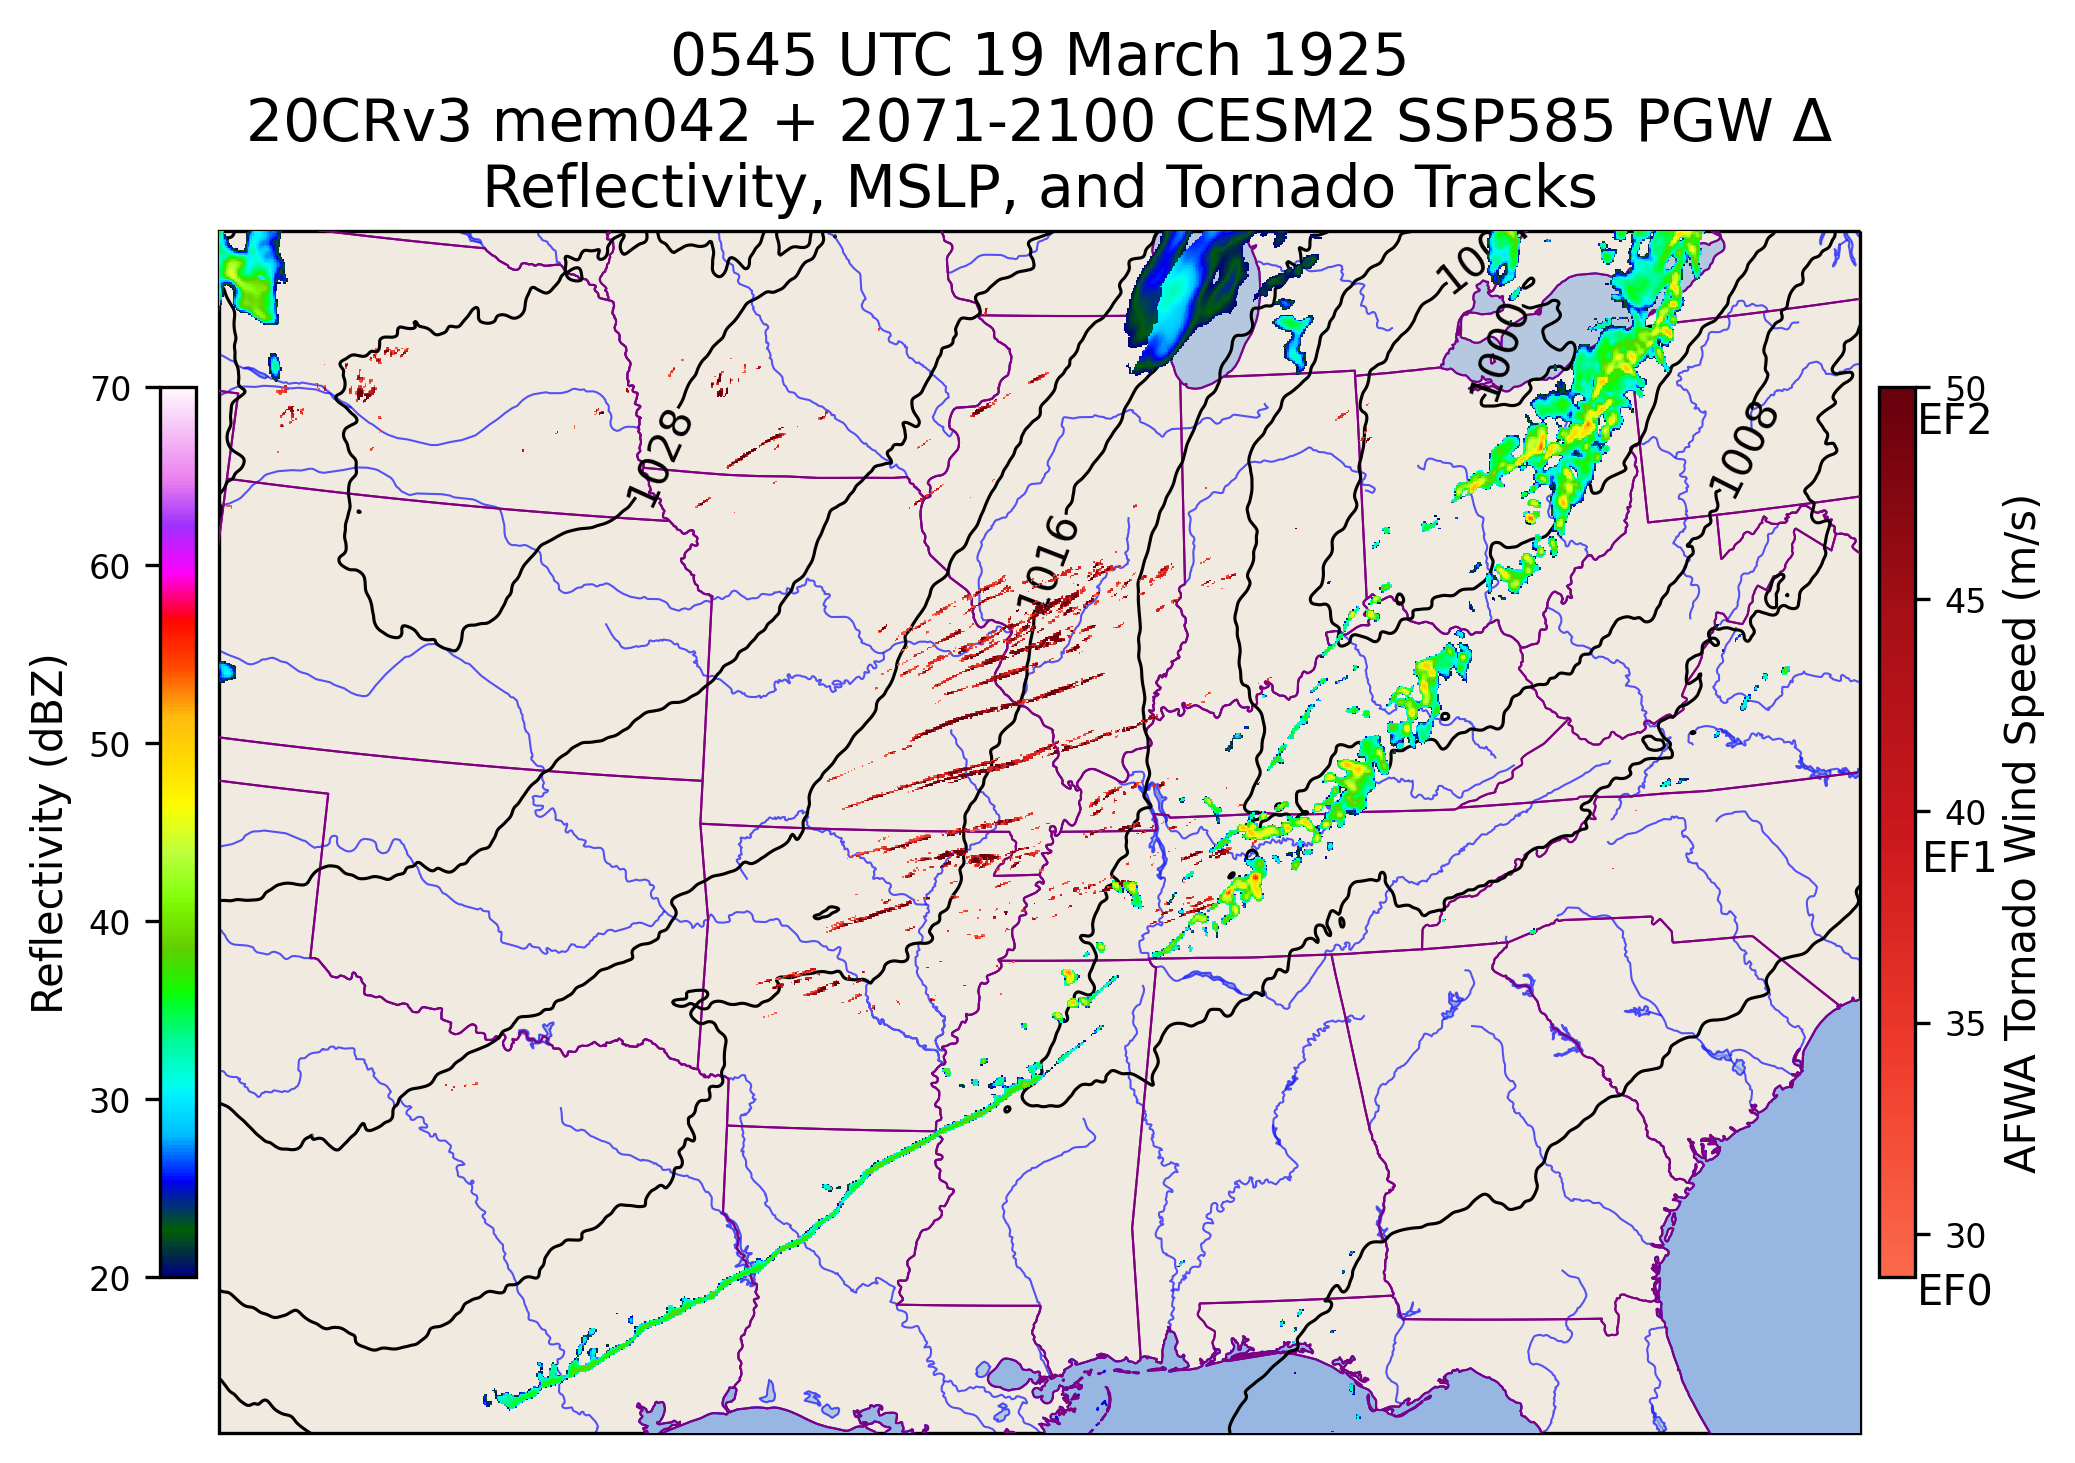 0545 UTC 19 March 1925
20CRv3 mem042 + 2071-2100 CESM2 SSP585 PGW Δ
Reflectivity, MSLP, and Tornado Tracks
70
60
50
40
30
20
Reflectivity (dBZ)
1028
1016
1000
1008
50
EF2
45
40
EF1
35
30
EF0
AFWA Tornado Wind Speed (m/s)